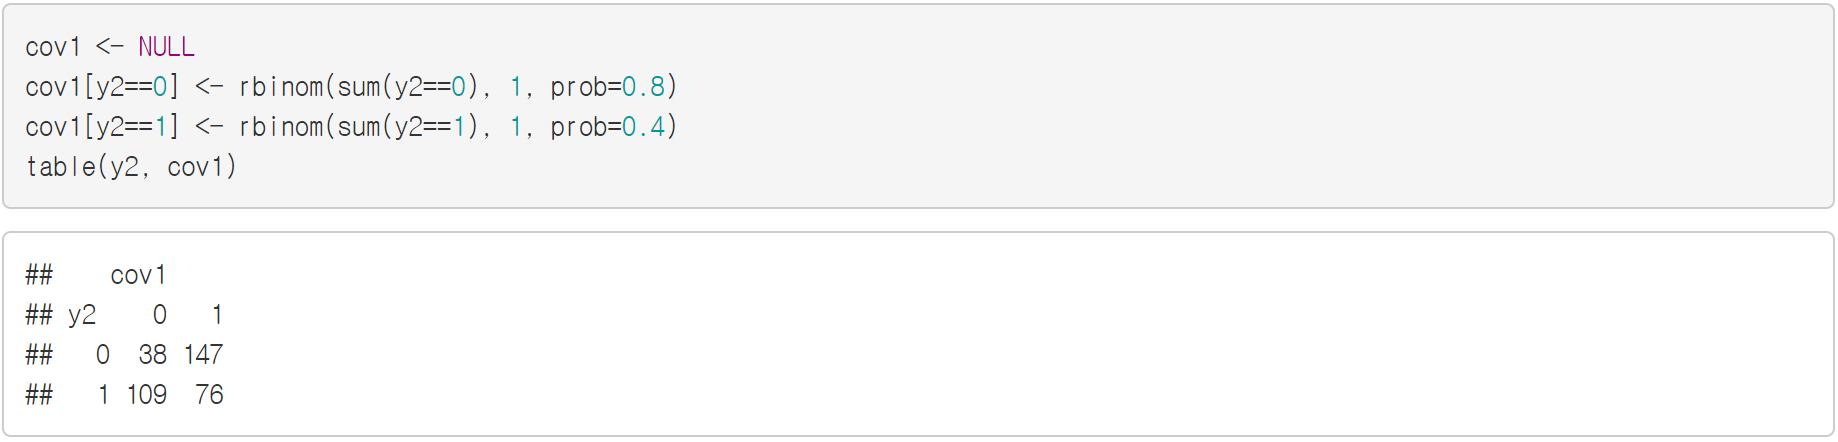 cov1 <- NULL
cov1[y2==0] <- rbinom(sum(y2==0), 1, prob=0.8)
cov1[y2==1] <- rbinom(sum(y2==1), 1, prob=0.4)
table(y2, cov1)
##    cov1
## y2    0   1
##   0  38 147
##   1 109  76